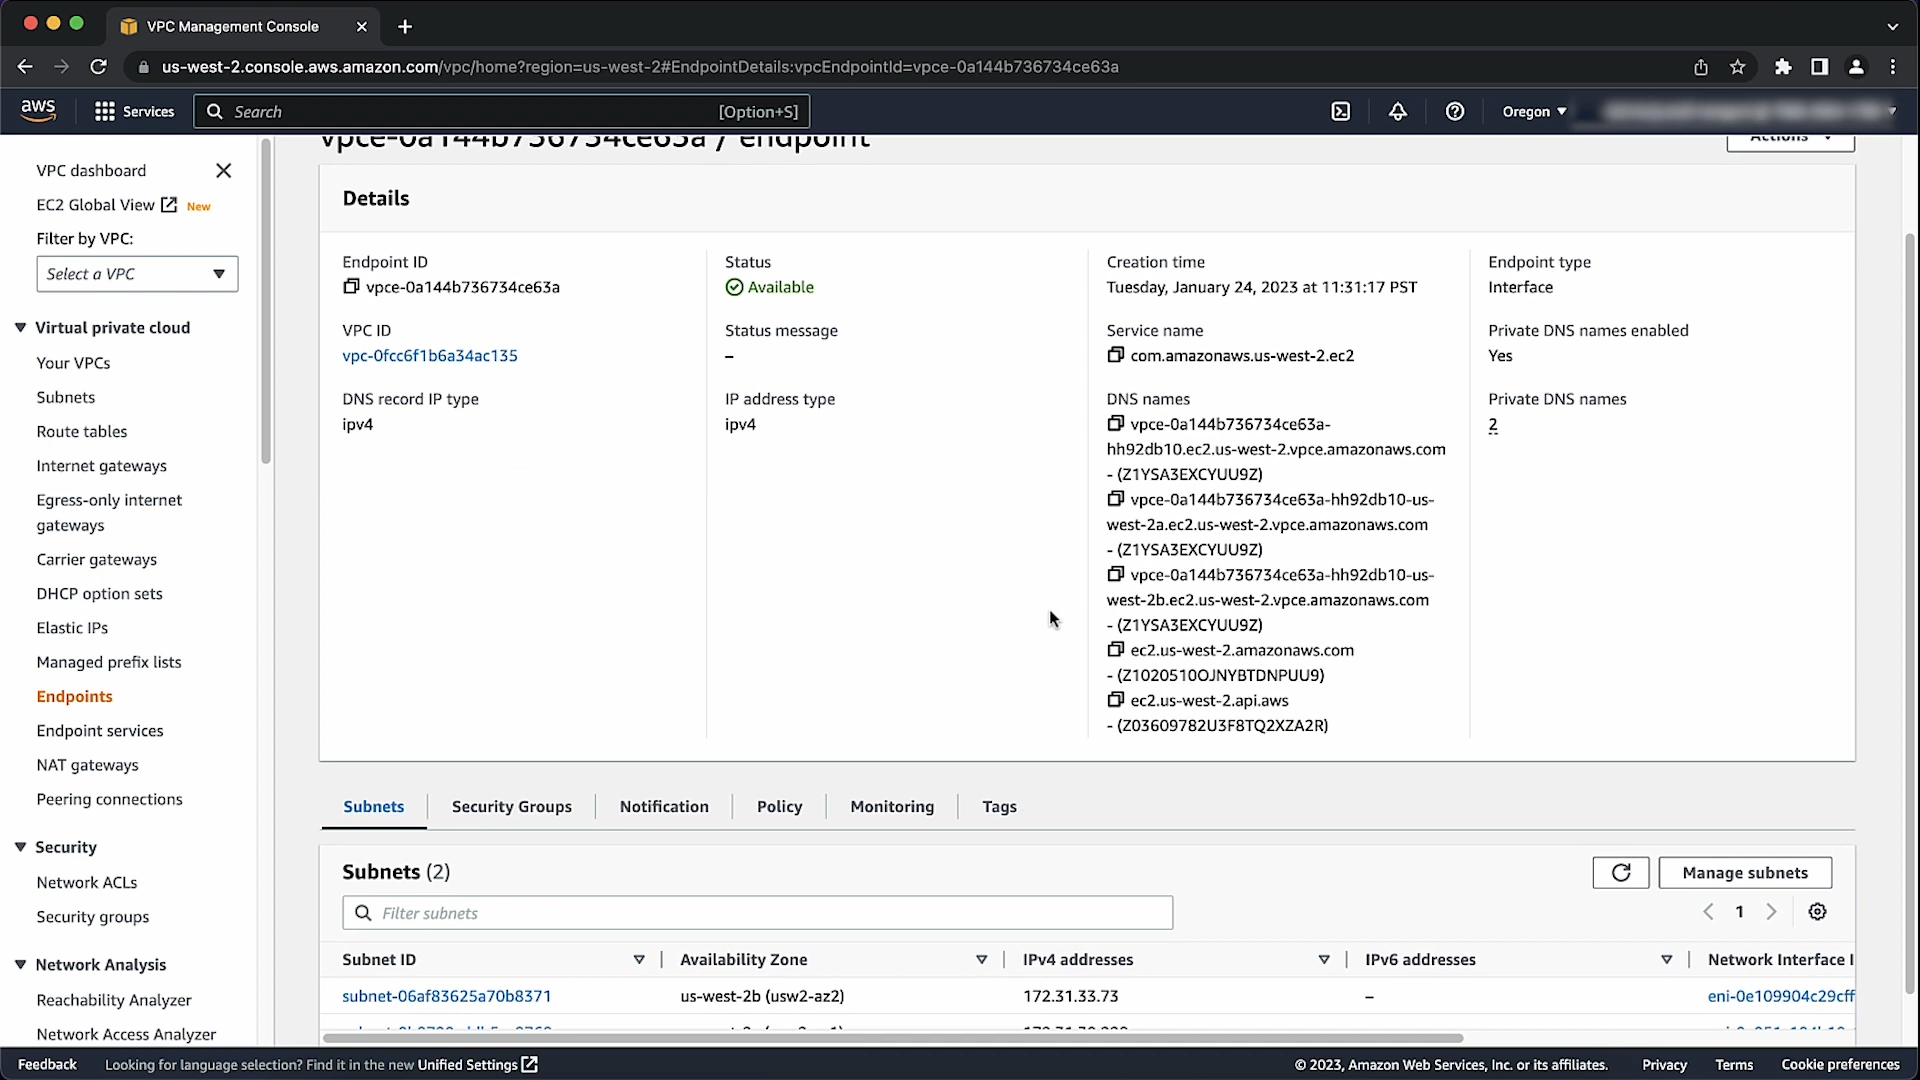 VPC Management Console
us-west-2.console.aws.amazon.com/vpc/home?region=us-west-2#EndpointDetails:vpcEndpointId=vpce-0a144b736734ce63a
aws
Services
Search
[Option+S]
Oregon
vpce-0a144b736734ce63a / endpoint
Actions
VPC dashboard
EC2 Global View New
Filter by VPC:
Select a VPC
Virtual private cloud
Your VPCs
Subnets
Route tables
Internet gateways
Egress-only internet
gateways
Carrier gateways
DHCP option sets
Elastic IPs
Managed prefix lists
Endpoints
Endpoint services
NAT gateways
Peering connections
Security
Network ACLs
Security groups
Network Analysis
Reachability Analyzer
Network Access Analyzer
Details
Endpoint ID
vpce-0a144b736734ce63a
VPC ID
vpc-0fcc6f1b6a34ac135
DNS record IP type
ipv4
Status
Available
Status message
–
IP address type
ipv4
Creation time
Tuesday, January 24, 2023 at 11:31:17 PST
Service name
com.amazonaws.us-west-2.ec2
DNS names
vpce-0a144b736734ce63a-
hh92db10.ec2.us-west-2.vpce.amazonaws.com
- (Z1YSA3EXCYUU9Z)
vpce-0a144b736734ce63a-hh92db10-us-
west-2a.ec2.us-west-2.vpce.amazonaws.com
- (Z1YSA3EXCYUU9Z)
vpce-0a144b736734ce63a-hh92db10-us-
west-2b.ec2.us-west-2.vpce.amazonaws.com
- (Z1YSA3EXCYUU9Z)
ec2.us-west-2.amazonaws.com
- (Z1020510OJNYBTDNPUU9)
ec2.us-west-2.api.aws
- (Z03609782U3F8TQ2XZA2R)
Endpoint type
Interface
Private DNS names enabled
Yes
Private DNS names
2
Subnets
Security Groups
Notification
Policy
Monitoring
Tags
Subnets (2)
Manage subnets
Filter subnets
1
Subnet ID
Availability Zone
IPv4 addresses
IPv6 addresses
Network Interface I
subnet-06af83625a70b8371
us-west-2b (usw2-az2)
172.31.33.73
–
eni-0e109904c29cff
Feedback
Looking for language selection? Find it in the new Unified Settings
© 2023, Amazon Web Services, Inc. or its affiliates.
Privacy
Terms
Cookie preferences